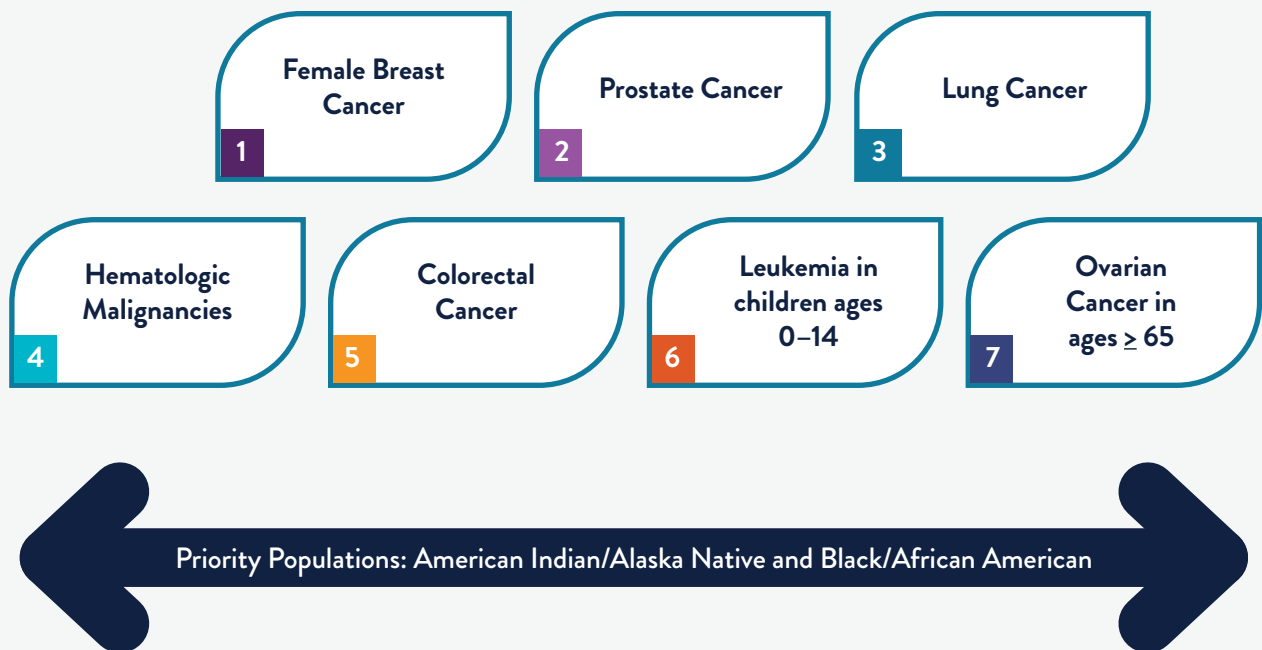 Female Breast
Cancer
1
Prostate Cancer
2
Lung Cancer
3
Hematologic
Malignancies
4
Colorectal
Cancer
5
Leukemia in
children ages
0–14
6
Ovarian
Cancer in
ages ≥ 65
7
Priority Populations: American Indian/Alaska Native and Black/African American